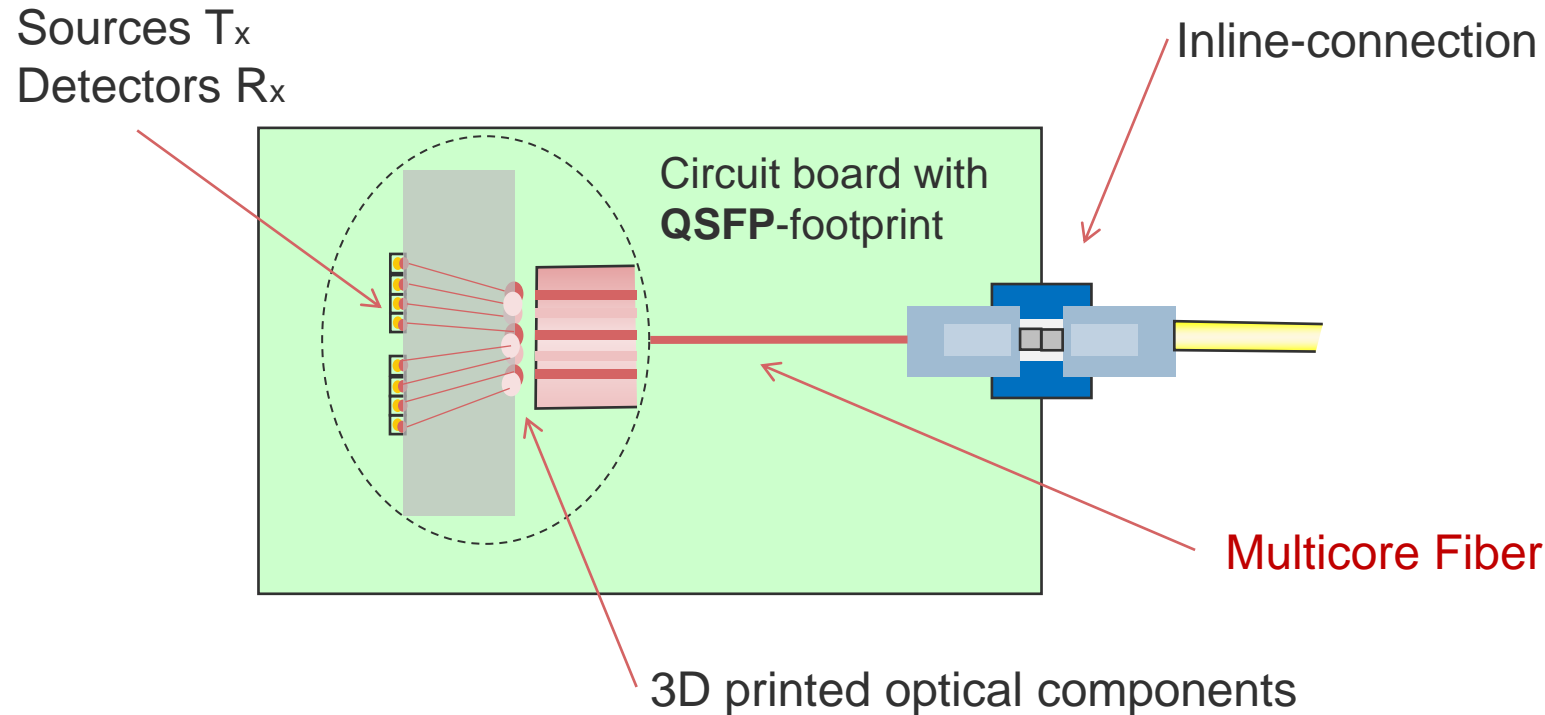 Sources Tx
Detectors Rx
Inline-connection
Circuit board with
QSFP-footprint
Multicore Fiber
3D printed optical components